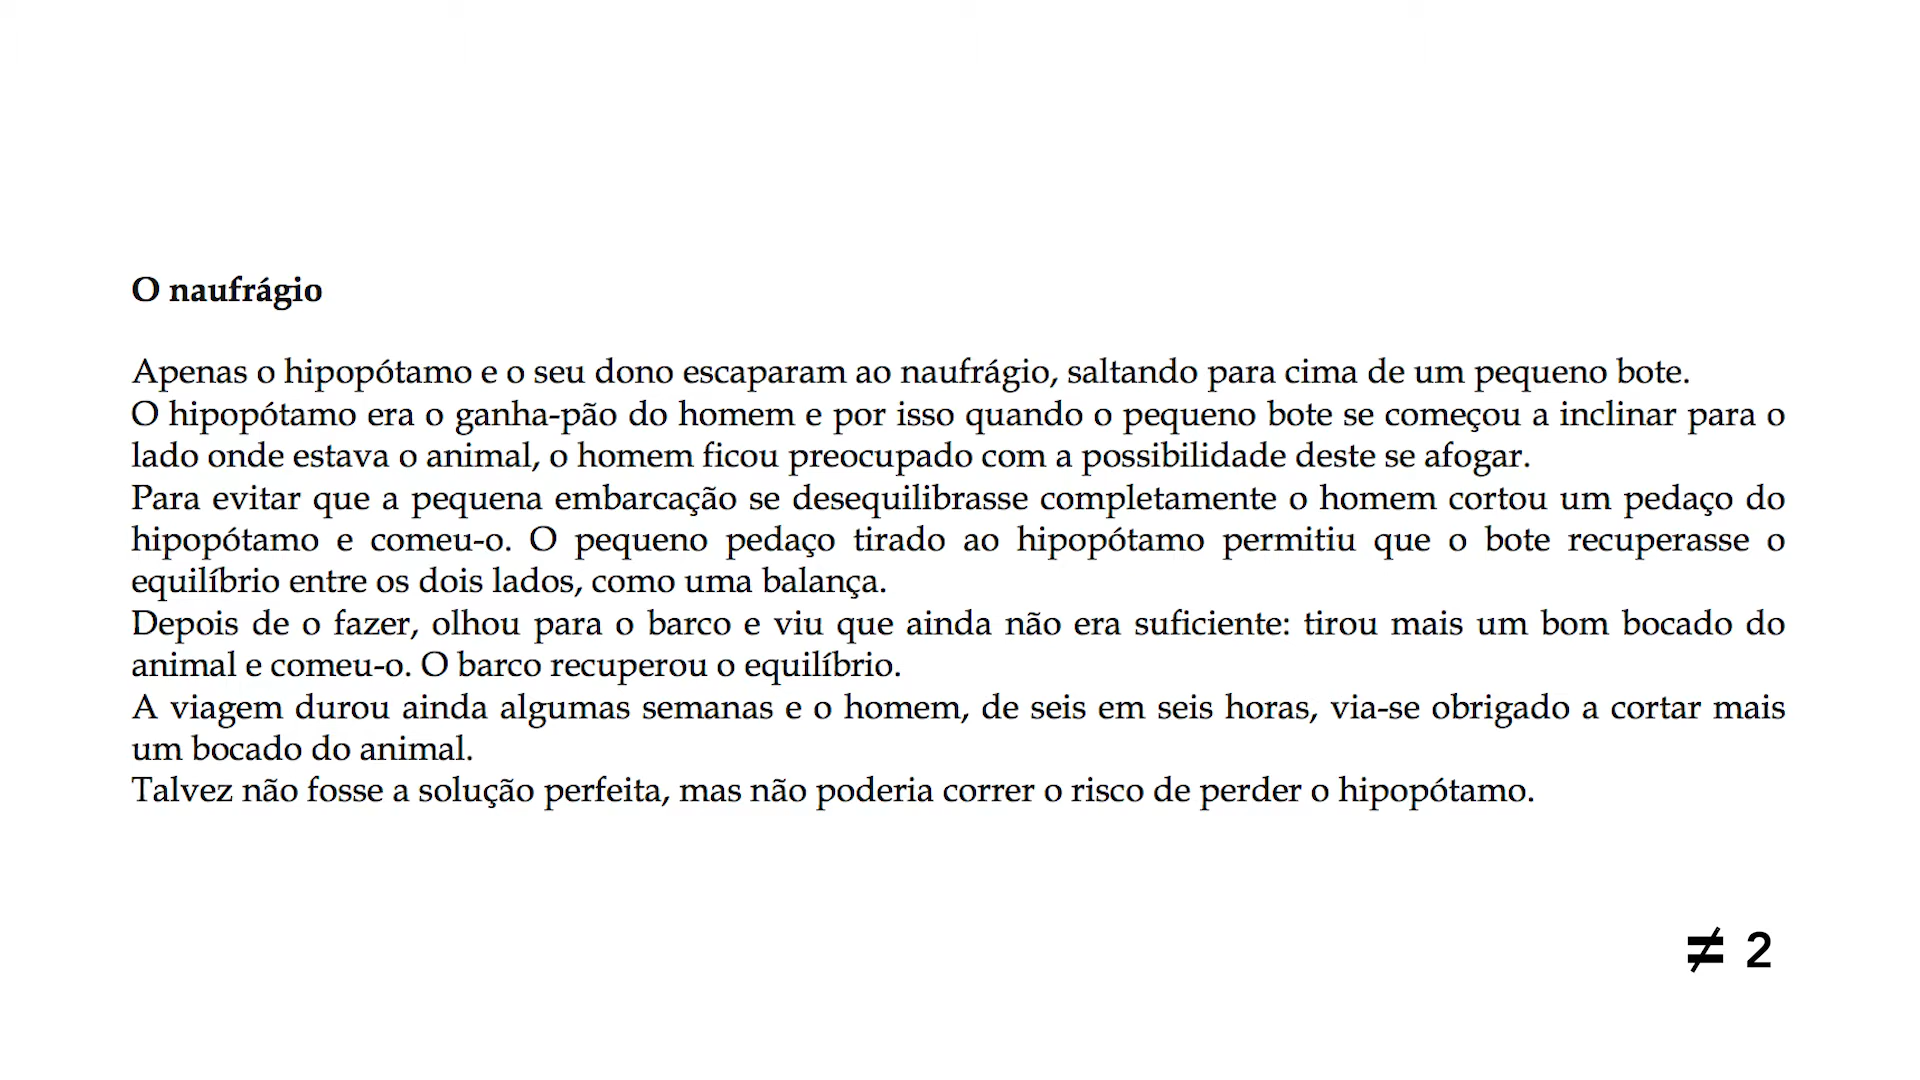 O naufrágio
Apenas o hipopótamo e o seu dono escaparam ao naufrágio, saltando para cima de um pequeno bote.
O hipopótamo era o ganha-pão do homem e por isso quando o pequeno bote se começou a inclinar para o
lado onde estava o animal, o homem ficou preocupado com a possibilidade deste se afogar.
Para evitar que a pequena embarcação se desequilibrasse completamente o homem cortou um pedaço do
hipopótamo e comeu-o. O pequeno pedaço tirado ao hipopótamo permitiu que o bote recuperasse o
equilíbrio entre os dois lados, como uma balança.
Depois de o fazer, olhou para o barco e viu que ainda não era suficiente: tirou mais um bom bocado do
animal e comeu-o. O barco recuperou o equilíbrio.
A viagem durou ainda algumas semanas e o homem, de seis em seis horas, via-se obrigado a cortar mais
um bocado do animal.
Talvez não fosse a solução perfeita, mas não poderia correr o risco de perder o hipopótamo.
≠ 2